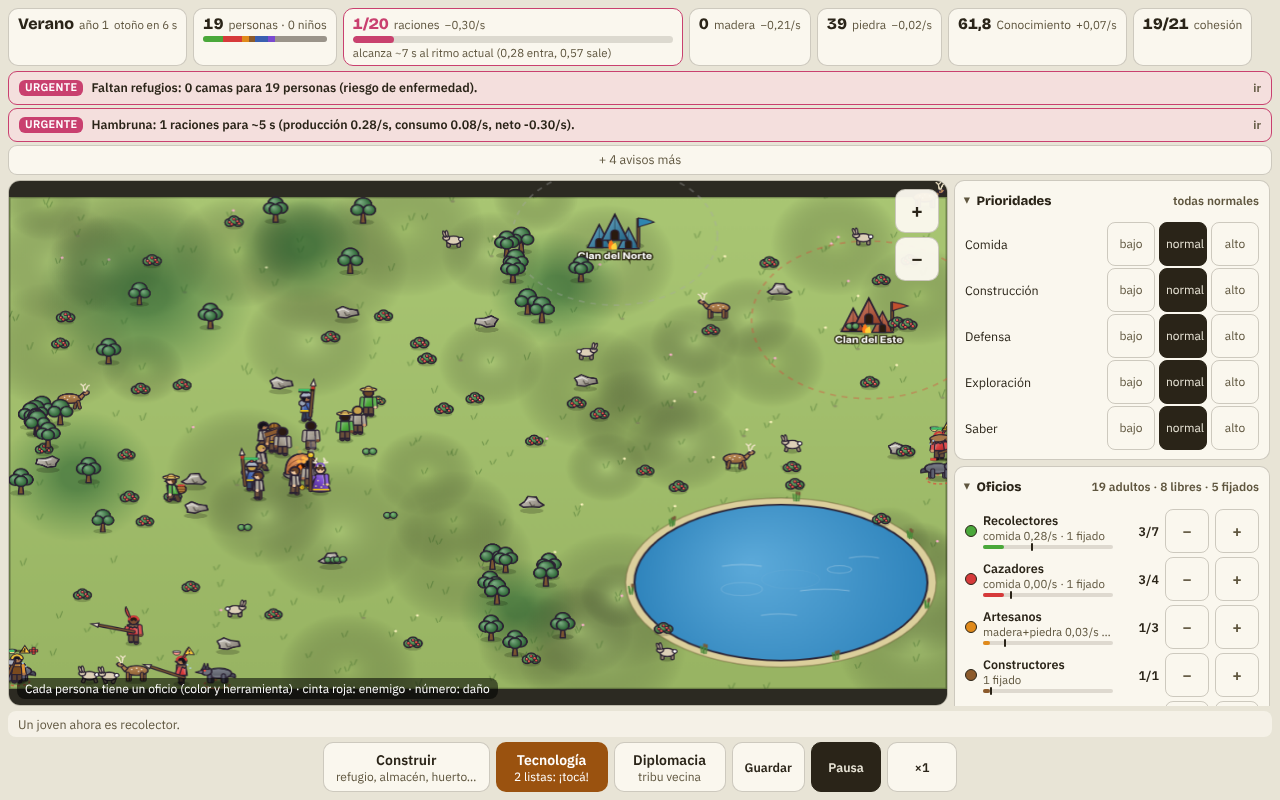 Verano año 1 otoño en 6 s
19 personas · 0 niños
1/20 raciones −0,30/s
alcanza ~7 s al ritmo actual (0,28 entra, 0,57 sale)
0 madera −0,21/s
39 piedra −0,02/s
61,8 Conocimiento +0,07/s
19/21 cohesión
URGENTE Faltan refugios: 0 camas para 19 personas (riesgo de enfermedad). ir
URGENTE Hambruna: 1 raciones para ~5 s (producción 0.28/s, consumo 0.08/s, neto -0.30/s). ir
+ 4 avisos más
+
−
Clan del Norte
Clan del Este
Cada persona tiene un oficio (color y herramienta) · cinta roja: enemigo · número: daño
▼ Prioridades todas normales
Comida bajo normal alto
Construcción bajo normal alto
Defensa bajo normal alto
Exploración bajo normal alto
Saber bajo normal alto
▼ Oficios 19 adultos · 8 libres · 5 fijados
Recolectores
comida 0,28/s · 1 fijado
3/7 − +
Cazadores
comida 0,00/s · 1 fijado
3/4 − +
Artesanos
madera+piedra 0,03/s ...
1/3 − +
Constructores
1 fijado
1/1 − +
Un joven ahora es recolector.
Construir
refugio, almacén, huerto...
Tecnología
2 listas: ¡tocá!
Diplomacia
tribu vecina
Guardar
Pausa
×1